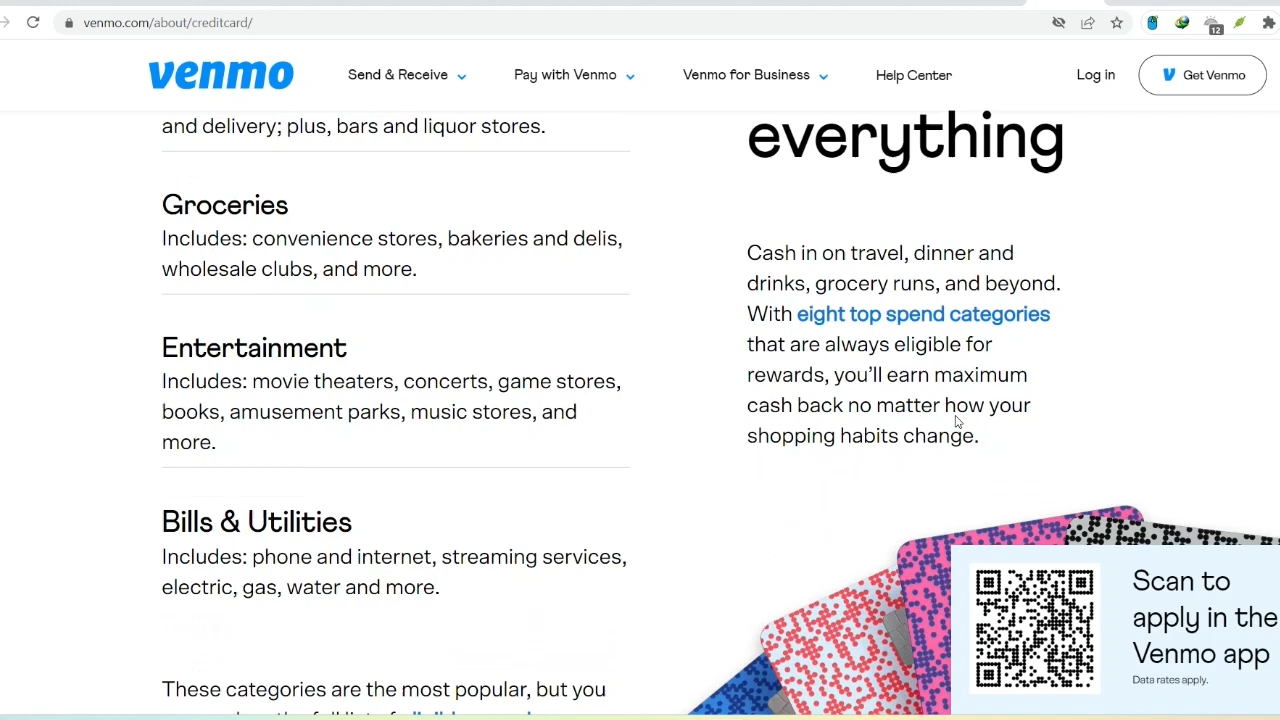 venmo.com/about/creditcard/
12
venmo
Send & Receive
Pay with Venmo
Venmo for Business
Help Center
Log in
Get Venmo
and delivery; plus, bars and liquor stores.
Groceries
Includes: convenience stores, bakeries and delis,
wholesale clubs, and more.
Entertainment
Includes: movie theaters, concerts, game stores,
books, amusement parks, music stores, and
more.
Bills & Utilities
Includes: phone and internet, streaming services,
electric, gas, water and more.
These categories are the most popular, but you
everything
Cash in on travel, dinner and
drinks, grocery runs, and beyond.
With eight top spend categories
that are always eligible for
rewards, you’ll earn maximum
cash back no matter how your
shopping habits change.
Scan to
apply in the
Venmo app
Data rates apply.